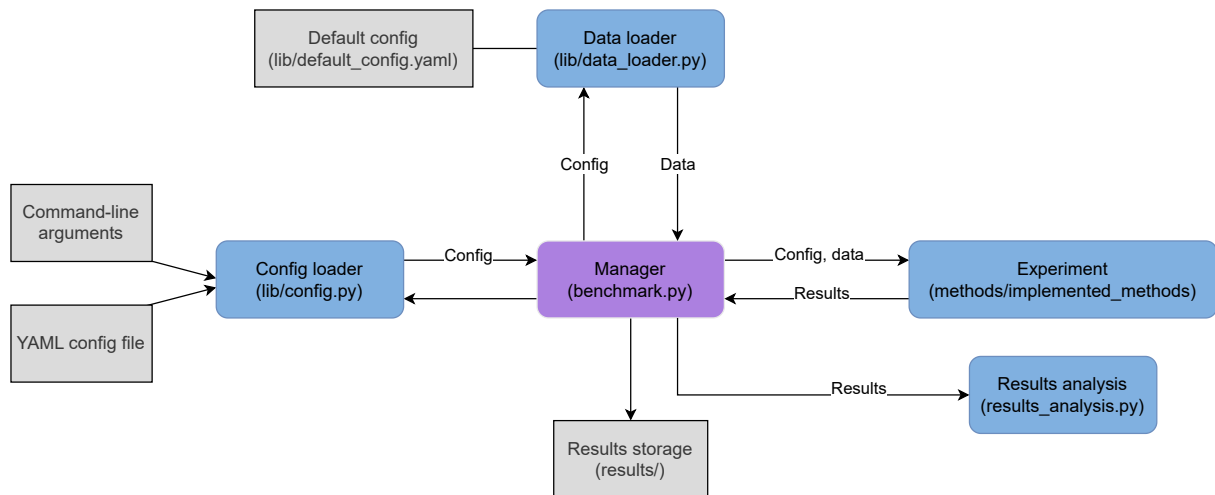 Default config
(lib/default_config.yaml)
Data loader
(lib/data_loader.py)
Config
Data
Command-line
arguments
YAML config file
Config loader
(lib/config.py)
Config
Manager
(benchmark.py)
Config, data
Results
Experiment
(methods/implemented_methods)
Results
Results analysis
(results_analysis.py)
Results storage
(results/)